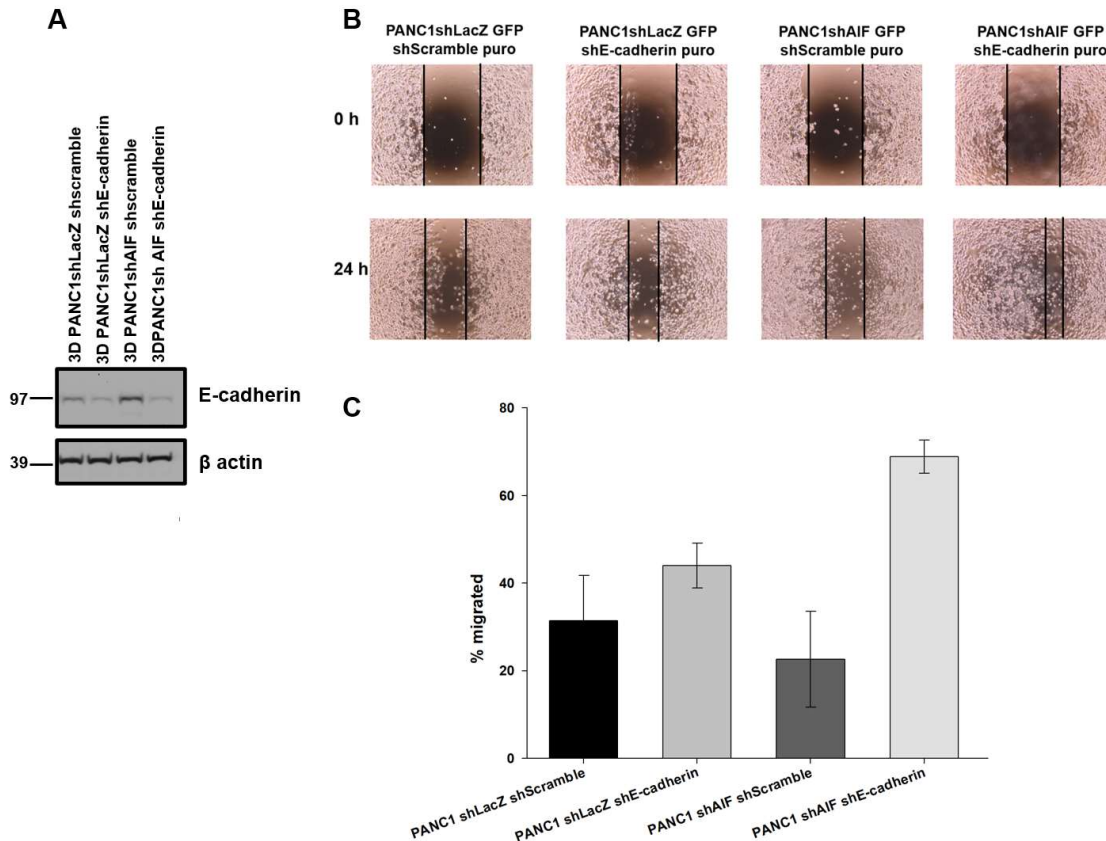 A
3D PANC1shLacZ shscramble
3D PANC1shLacZ shE-cadherin
3D PANC1shAIF shscramble
3DPANC1sh AIF shE-cadherin
97
E-cadherin
39
β actin
B
PANC1shLacZ GFP
shScramble puro
PANC1shLacZ GFP
shE-cadherin puro
PANC1shAIF GFP
shScramble puro
PANC1shAIF GFP
shE-cadherin puro
0 h
24 h
C
% migrated
80
60
40
20
0
PANC1 shLacZ shScramble
PANC1 shLacZ shE-cadherin
PANC1 shAIF shScramble
PANC1 shAIF shE-cadherin